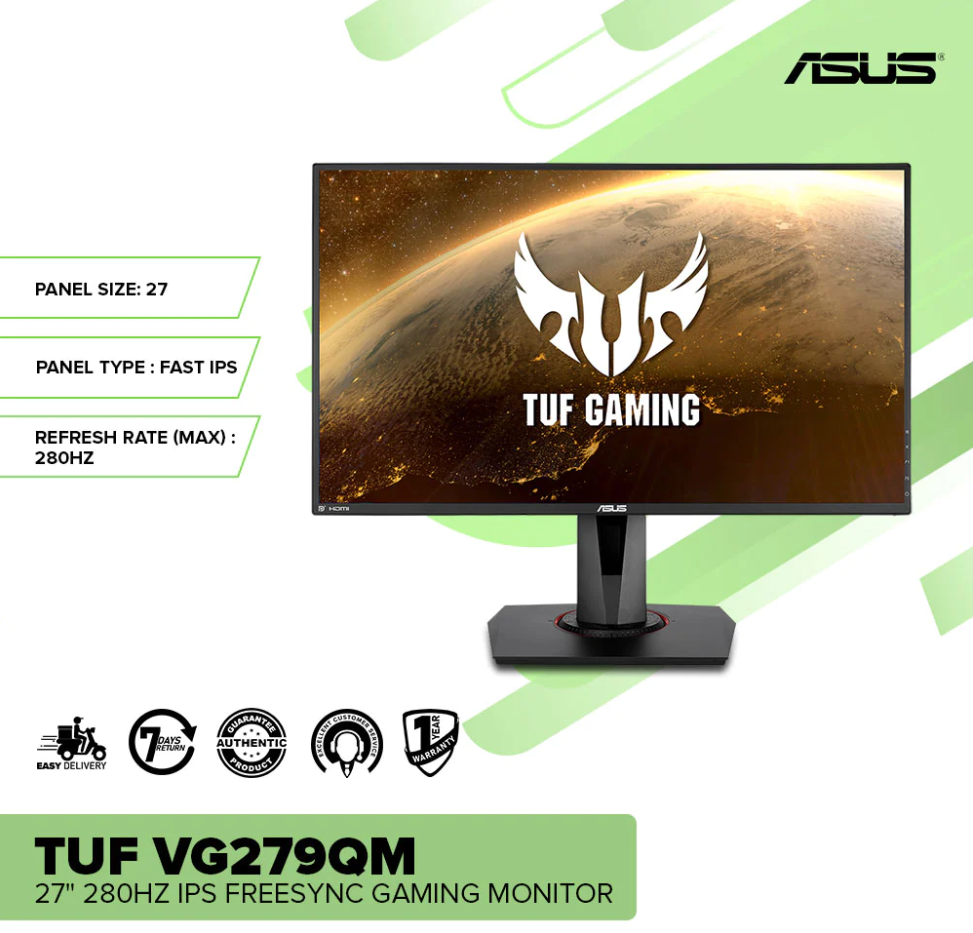 ASUS®
PANEL SIZE: 27
PANEL TYPE : FAST IPS
REFRESH RATE (MAX) :
280HZ
TUF GAMING
HDMI
ASUS
EASY DELIVERY
7 DAYS
RETURN
GUARANTEE
AUTHENTIC
PRODUCT
EXCELLENT CUSTOMER SERVICE
1 YEAR
WARRANTY
TUF VG279QM
27" 280HZ IPS FREESYNC GAMING MONITOR